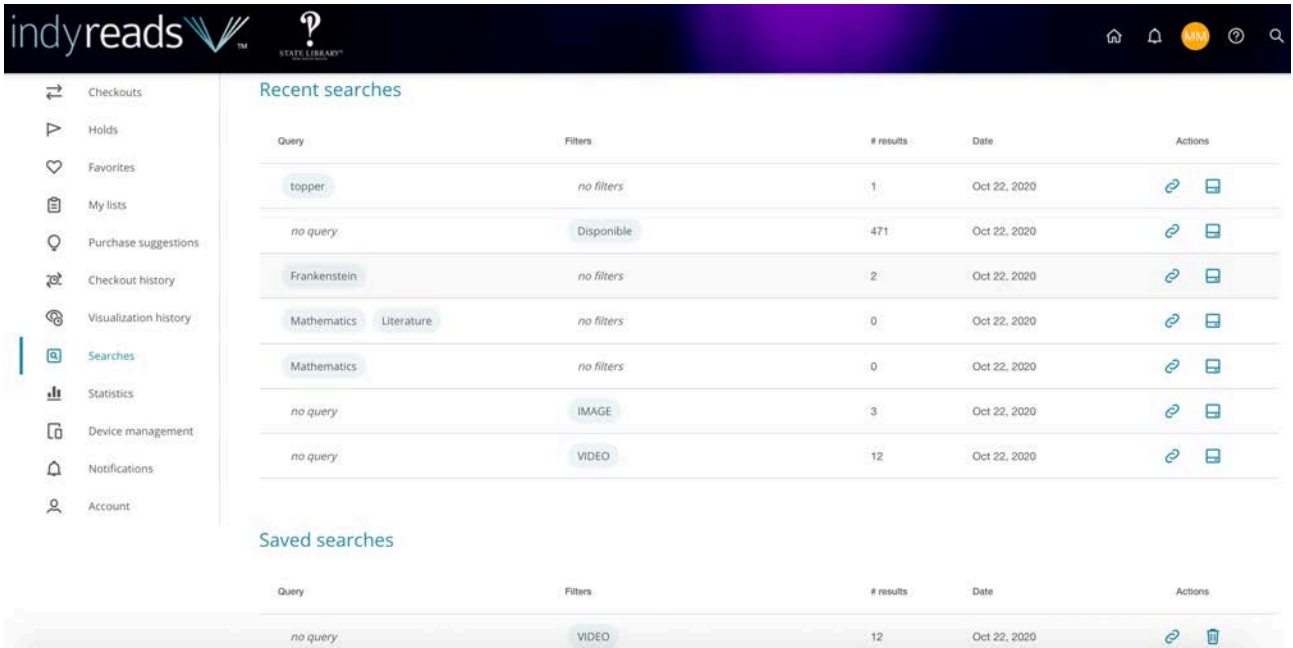 indyreads™
STATE LIBRARY®
NEW SOUTH WALES
MM
Checkouts
Holds
Favorites
My lists
Purchase suggestions
Checkout history
Visualization history
Searches
Statistics
Device management
Notifications
Account
Recent searches
Query Filters # results Date Actions
topper no filters 1 Oct 22, 2020
no query Disponible 471 Oct 22, 2020
Frankenstein no filters 2 Oct 22, 2020
Mathematics Literature no filters 0 Oct 22, 2020
Mathematics no filters 0 Oct 22, 2020
no query IMAGE 3 Oct 22, 2020
no query VIDEO 12 Oct 22, 2020
Saved searches
Query Filters # results Date Actions
no query VIDEO 12 Oct 22, 2020